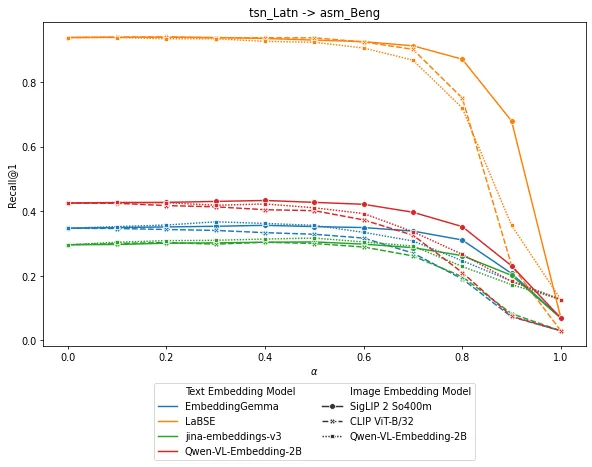 tsn_Latn -> asm_Beng
Recall@1
0.8
0.6
0.4
0.2
0.0
0.0 0.2 0.4 0.6 0.8 1.0
α
Text Embedding Model Image Embedding Model
EmbeddingGemma SigLIP 2 So400m
LaBSE CLIP ViT-B/32
jina-embeddings-v3 Qwen-VL-Embedding-2B
Qwen-VL-Embedding-2B